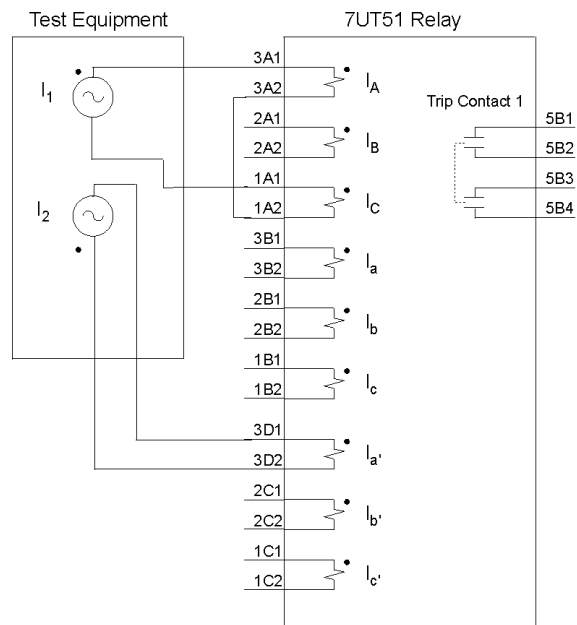 Test Equipment
7UT51 Relay
I1
I2
3A1
3A2
IA
2A1
2A2
IB
1A1
1A2
IC
3B1
3B2
Ia
2B1
2B2
Ib
1B1
1B2
Ic
3D1
3D2
Ia'
2C1
2C2
Ib'
1C1
1C2
Ic'
Trip Contact 1
5B1
5B2
5B3
5B4